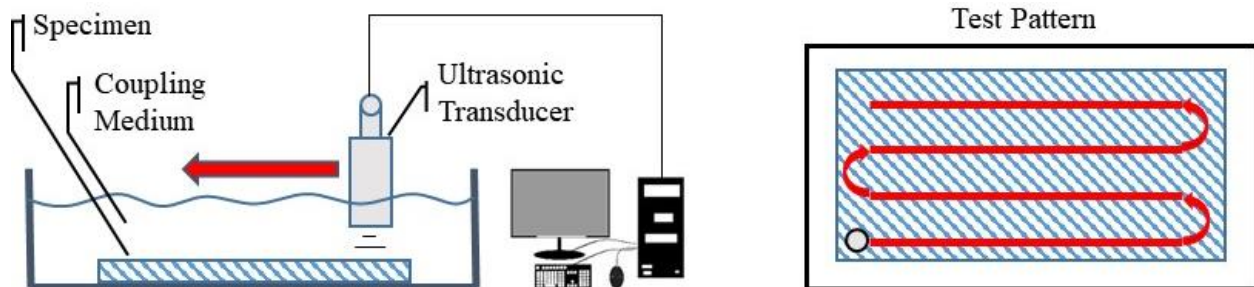 Specimen
Coupling
Medium
Ultrasonic
Transducer
Test Pattern